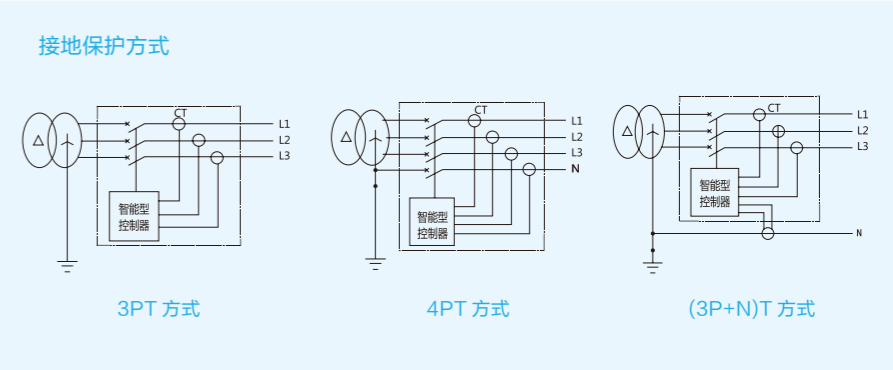 接地保护方式
CT
L1
L2
L3
智能型
控制器
3PT 方式
CT
L1
L2
L3
N
智能型
控制器
4PT 方式
CT
L1
L2
L3
智能型
控制器
N
(3P+N)T 方式